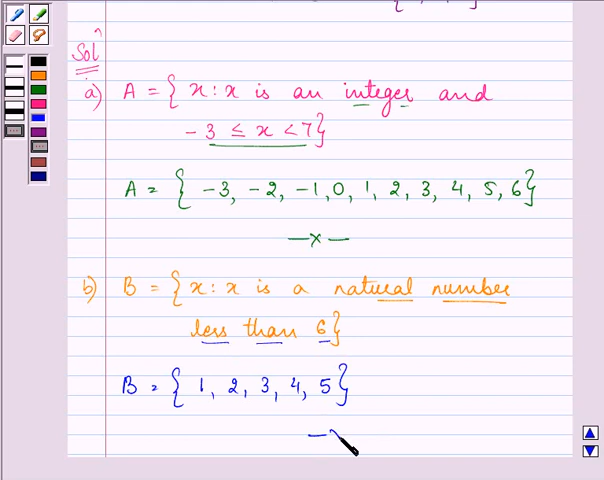 Sol^n
a) A = { x : x is an integer and
-3 ≤ x < 7}
A = { -3, -2, -1, 0, 1, 2, 3, 4, 5, 6}
—x—
b) B = { x : x is a natural number
less than 6}
B = { 1, 2, 3, 4, 5}